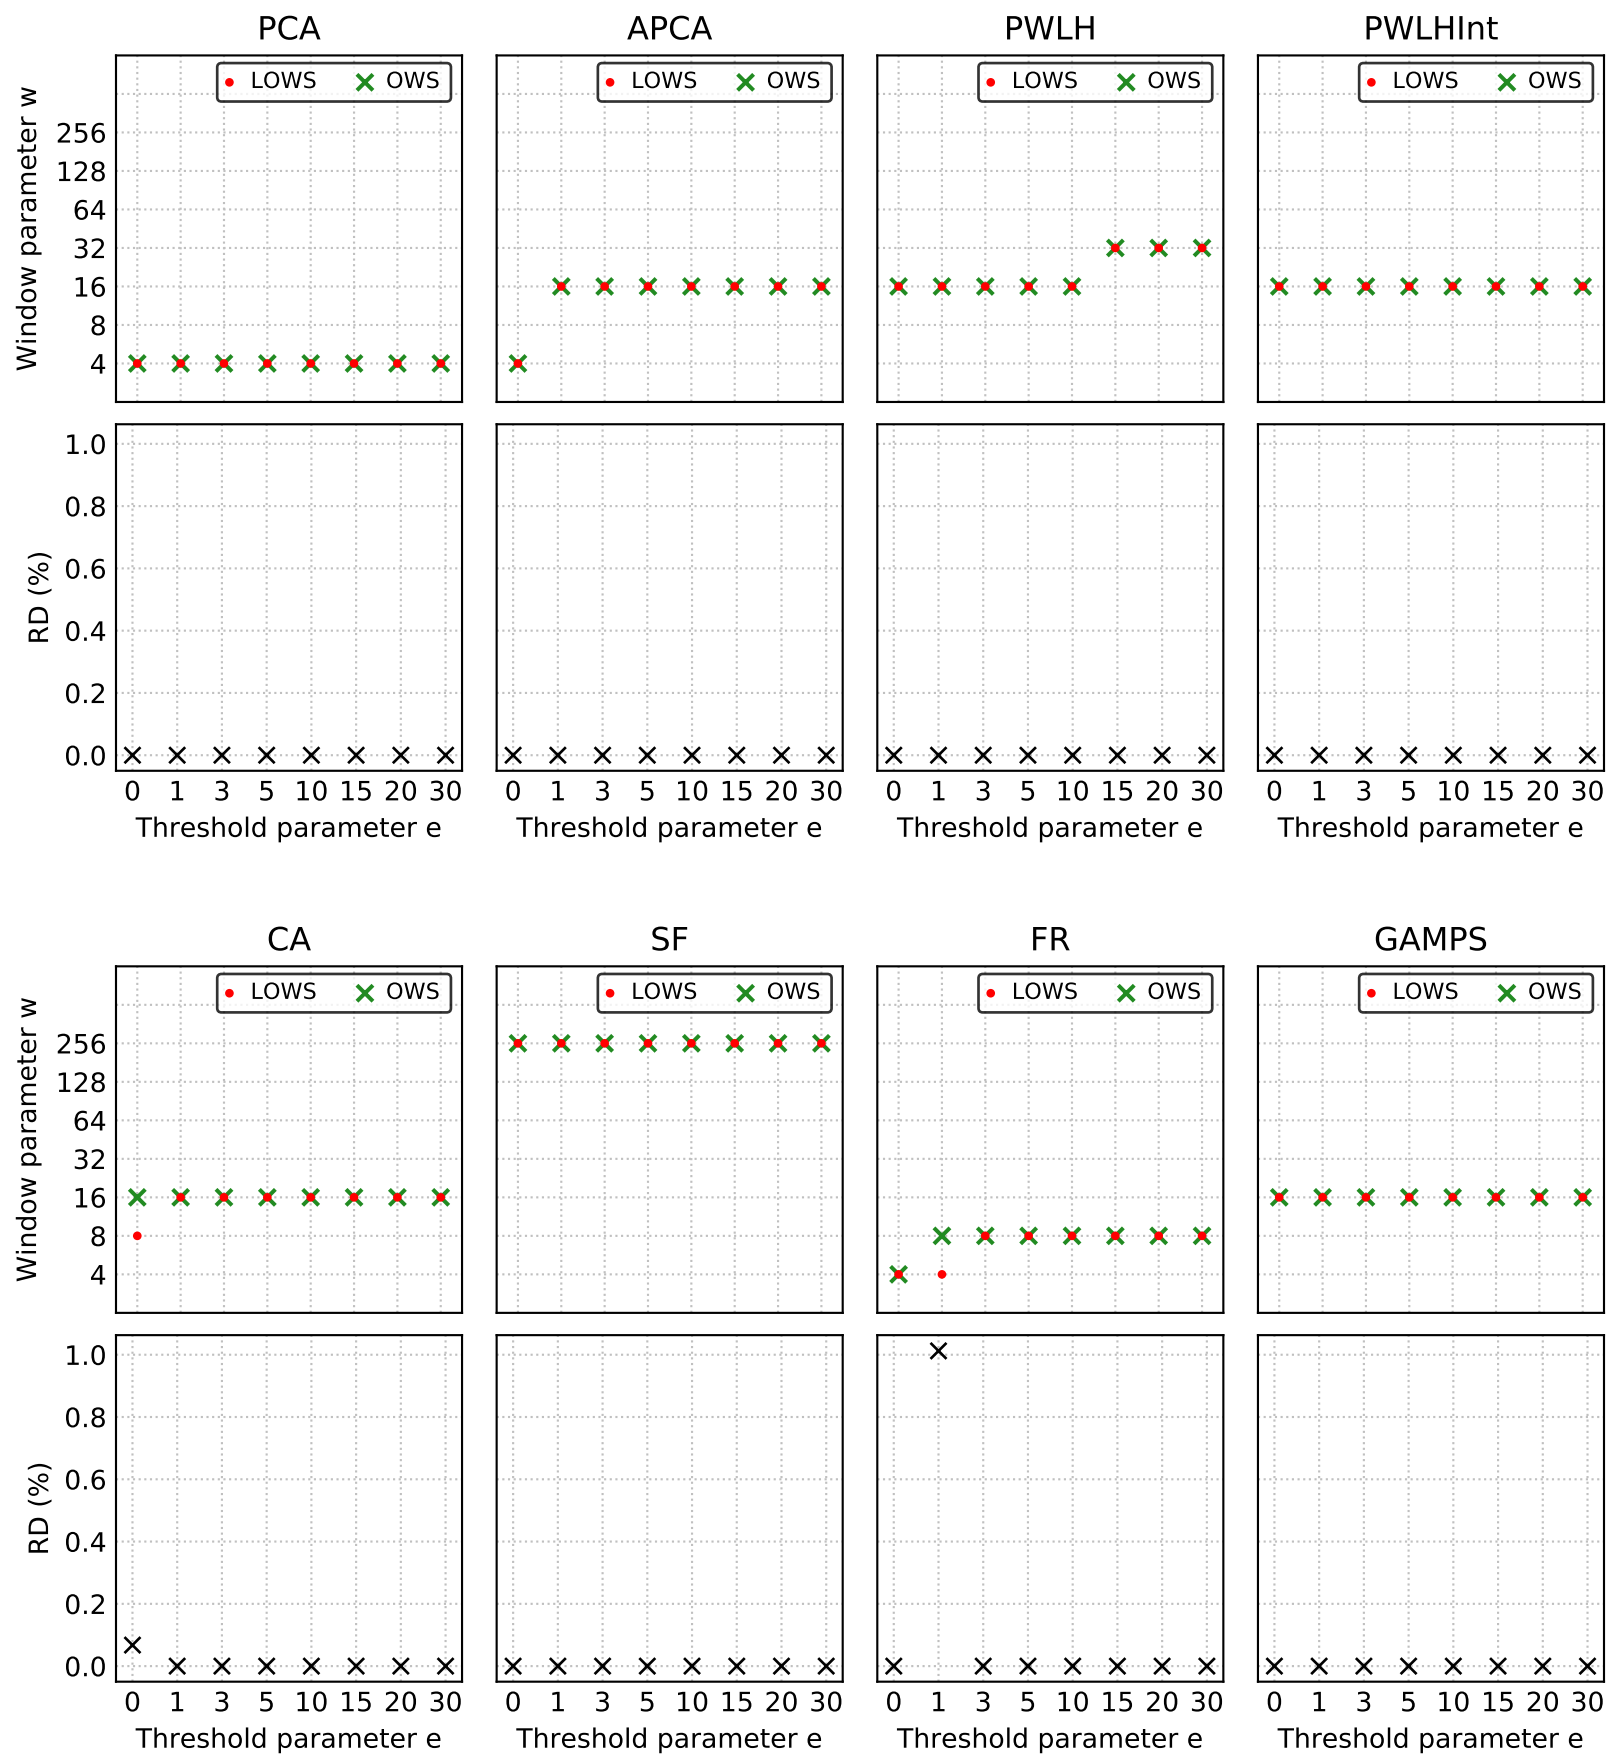 PCA APCA PWLH PWLHInt
LOWS OWS LOWS OWS LOWS OWS LOWS OWS
Window parameter w
256
128
64
32
16
8
4
1.0
0.8
0.6
0.4
0.2
0.0
RD (%)
0 1 3 5 10 15 20 30 0 1 3 5 10 15 20 30 0 1 3 5 10 15 20 30 0 1 3 5 10 15 20 30
Threshold parameter e Threshold parameter e Threshold parameter e Threshold parameter e
CA SF FR GAMPS
LOWS OWS LOWS OWS LOWS OWS LOWS OWS
Window parameter w
256
128
64
32
16
8
4
1.0
0.8
0.6
0.4
0.2
0.0
RD (%)
0 1 3 5 10 15 20 30 0 1 3 5 10 15 20 30 0 1 3 5 10 15 20 30 0 1 3 5 10 15 20 30
Threshold parameter e Threshold parameter e Threshold parameter e Threshold parameter e